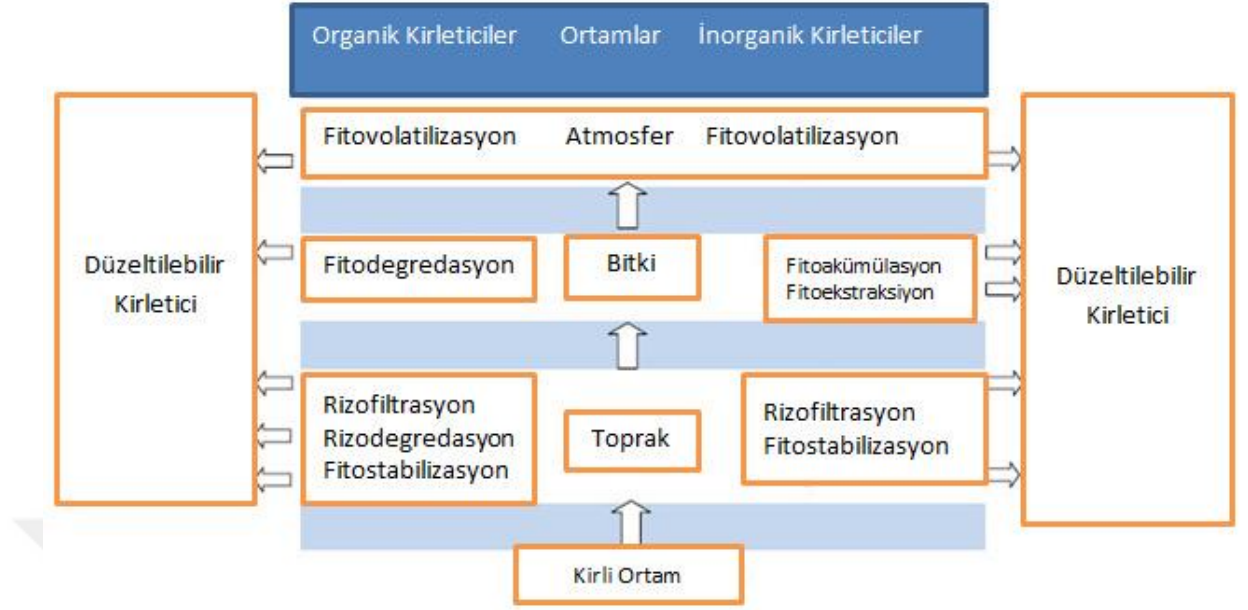 Organik Kirleticiler Ortamlar İnorganik Kirleticiler
Fitovolatilizasyon Atmosfer Fitovolatilizasyon
Düzeltilebilir
Kirletici
Fitodegredasyon
Bitki
Fitoakümülasyon
Fitoekstraksiyon
Düzeltilebilir
Kirletici
Rizofiltrasyon
Rizodegredasyon
Fitostabilizasyon
Toprak
Rizofiltrasyon
Fitostabilizasyon
Kirli Ortam